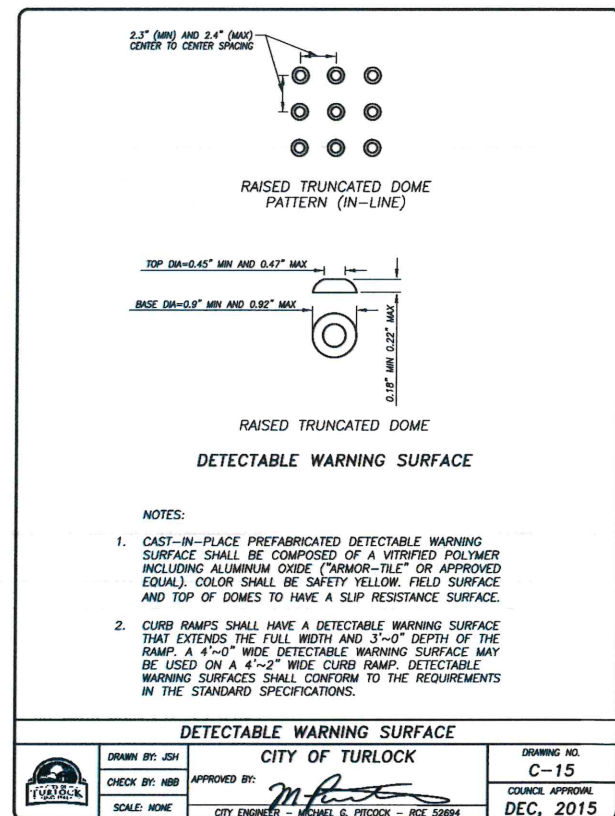 2.3" (MIN) AND 2.4" (MAX)
CENTER TO CENTER SPACING
RAISED TRUNCATED DOME
PATTERN (IN-LINE)
TOP DIA=0.45" MIN AND 0.47" MAX
BASE DIA=0.9" MIN AND 0.92" MAX
0.18" MIN 0.22" MAX
RAISED TRUNCATED DOME
DETECTABLE WARNING SURFACE
NOTES:
1. CAST-IN-PLACE PREFABRICATED DETECTABLE WARNING
SURFACE SHALL BE COMPOSED OF A VITRIFIED POLYMER
INCLUDING ALUMINUM OXIDE ("ARMOR-TILE" OR APPROVED
EQUAL). COLOR SHALL BE SAFETY YELLOW. FIELD SURFACE
AND TOP OF DOMES TO HAVE A SLIP RESISTANCE SURFACE.
2. CURB RAMPS SHALL HAVE A DETECTABLE WARNING SURFACE
THAT EXTENDS THE FULL WIDTH AND 3'~0" DEPTH OF THE
RAMP. A 4'~0" WIDE DETECTABLE WARNING SURFACE MAY
BE USED ON A 4'~2" WIDE CURB RAMP. DETECTABLE
WARNING SURFACES SHALL CONFORM TO THE REQUIREMENTS
IN THE STANDARD SPECIFICATIONS.
DETECTABLE WARNING SURFACE
TURLOCK
DRAWN BY: JSH
CHECK BY: NBB
SCALE: NONE
CITY OF TURLOCK
APPROVED BY:
CITY ENGINEER - MICHAEL G. PITCOCK - RCE 52694
DRAWING NO.
C-15
COUNCIL APPROVAL
DEC, 2015